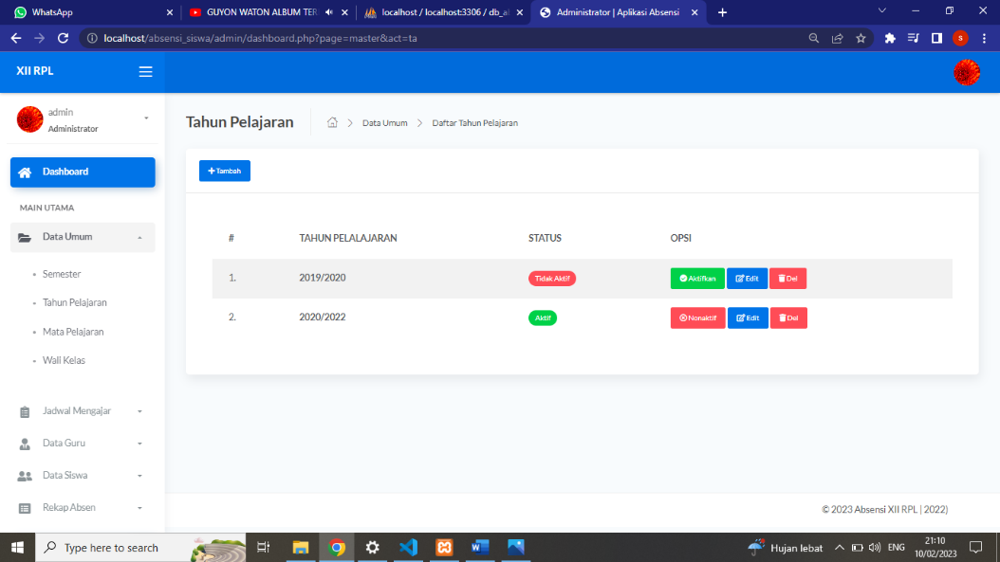 WhatsApp
GUYON WATON ALBUM TER
localhost / localhost:3306 / db_a
Administrator | Aplikasi Absensi
localhost/absensi_siswa/admin/dashboard.php?page=master&act=ta
S
XII RPL
admin
Administrator
Dashboard
MAIN UTAMA
Data Umum
Semester
Tahun Pelajaran
Mata Pelajaran
Wali Kelas
Jadwal Mengajar
Data Guru
Data Siswa
Rekap Absen
Tahun Pelajaran
Data Umum
Daftar Tahun Pelajaran
Tambah
# TAHUN PELALAJARAN STATUS OPSI
1. 2019/2020 Tidak Aktif Aktifkan Edit Del
2. 2020/2022 Aktif Nonaktif Edit Del
© 2023 Absensi XII RPL | 2022)
Type here to search
Hujan lebat
ENG
21:10
10/02/2023